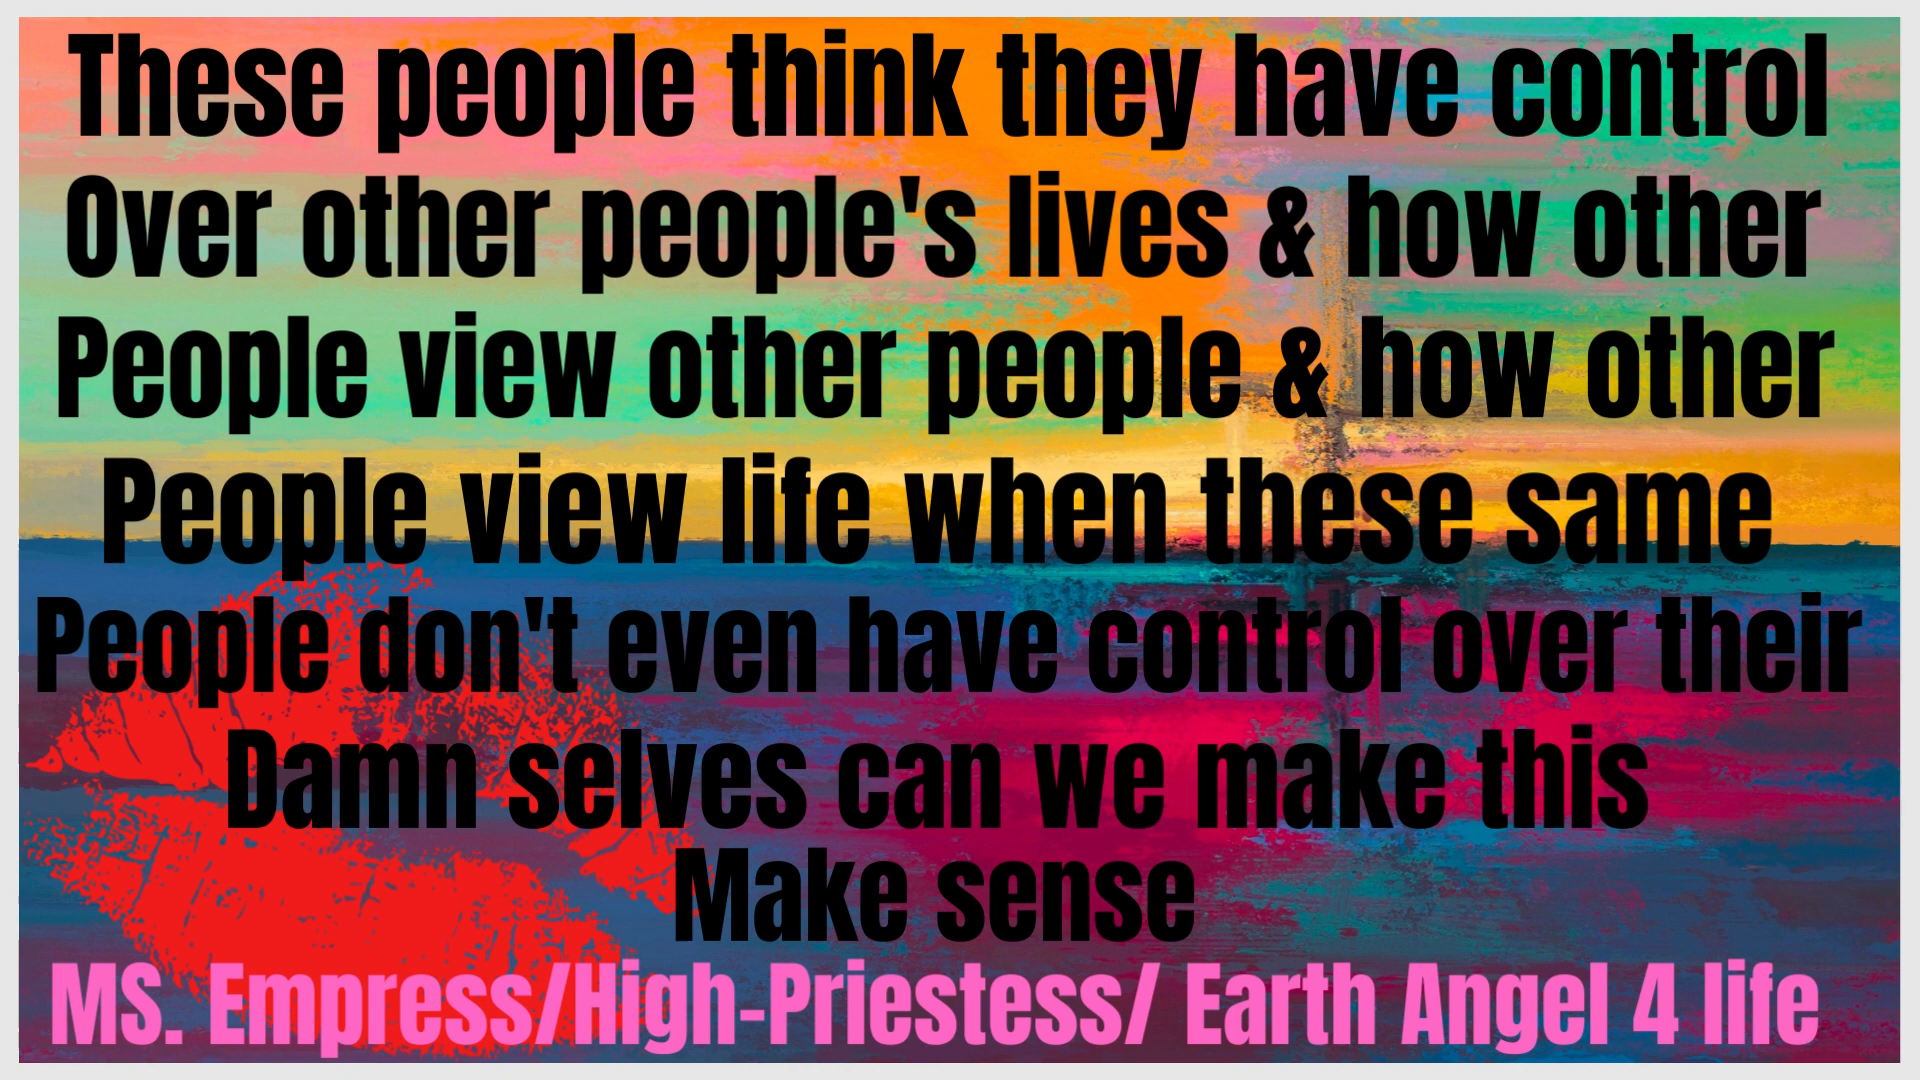 These people think they have control
Over other people's lives & how other
People view other people & how other
People view life when these same
People don't even have control over their
Damn selves can we make this
Make sense
MS. Empress/High-Priestess/ Earth Angel 4 life